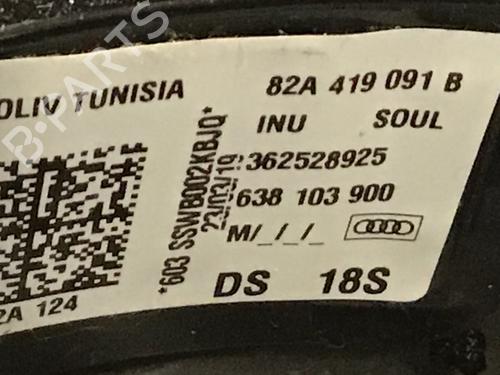 OLIV TUNISIA
82A 419 091 B
INU SOUL
362528925
638 103 900
M/_/_/_
DS 18S
*603 SSWB002KBJQ*
23/03/19
2A 124
B-PARTS